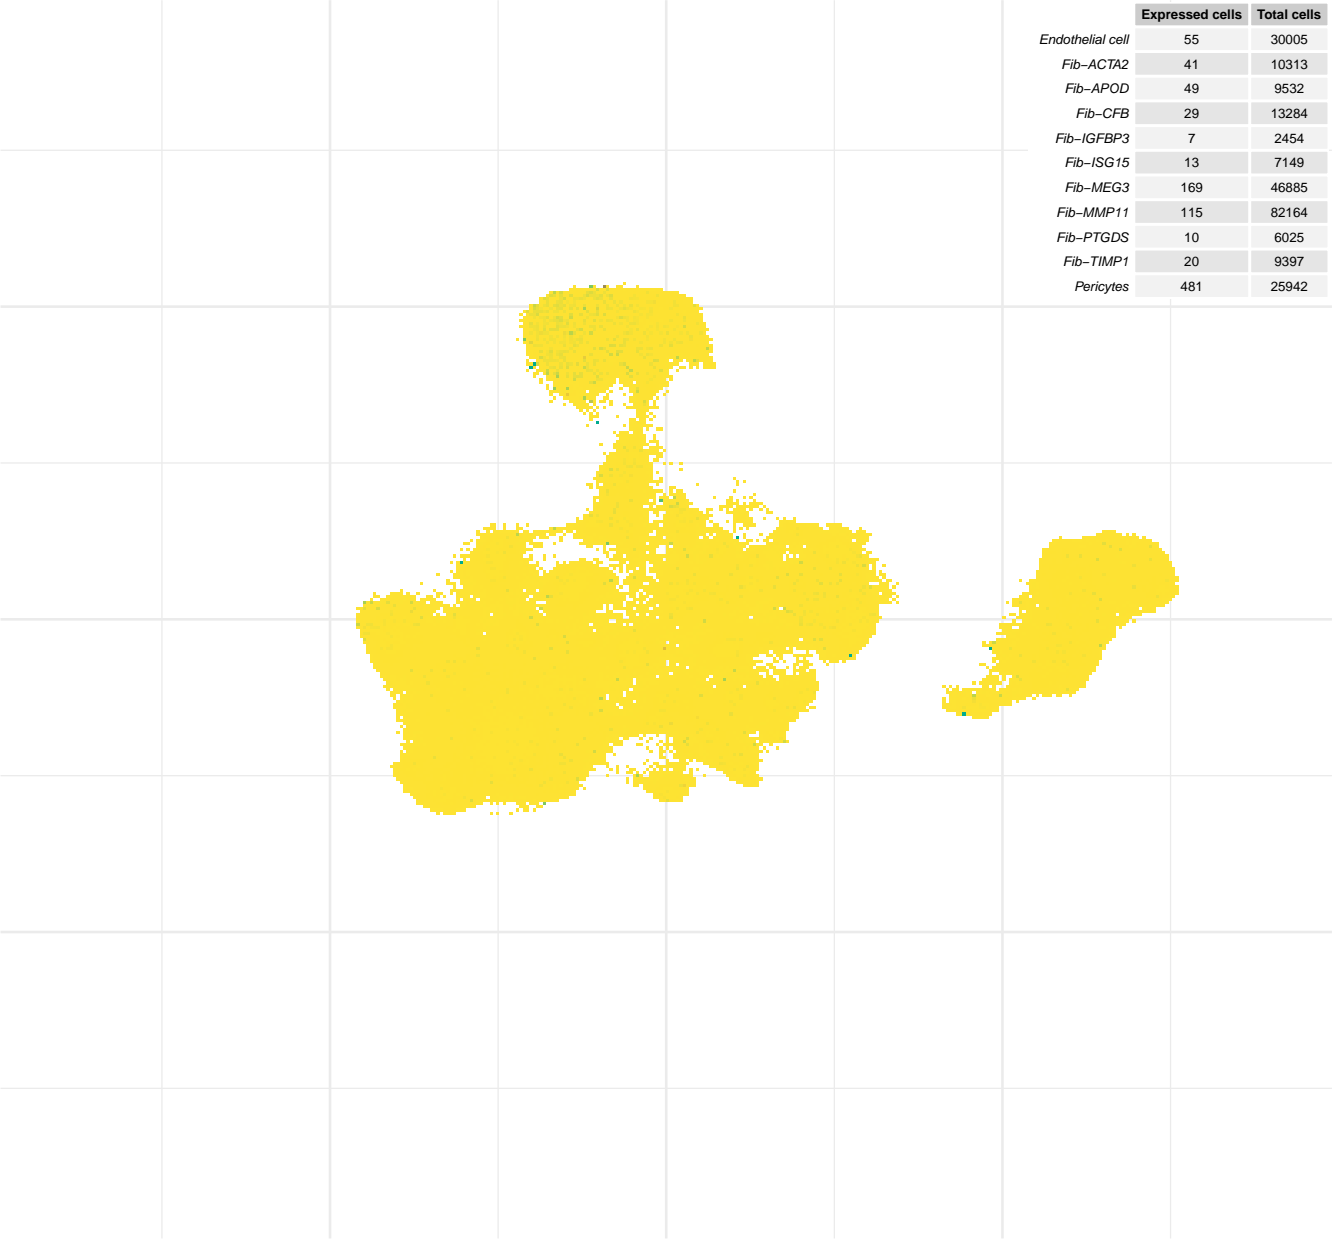 Expressed cells Total cells
Endothelial cell 55 30005
Fib−ACTA2 41 10313
Fib−APOD 49 9532
Fib−CFB 29 13284
Fib−IGFBP3 7 2454
Fib−ISG15 13 7149
Fib−MEG3 169 46885
Fib−MMP11 115 82164
Fib−PTGDS 10 6025
Fib−TIMP1 20 9397
Pericytes 481 25942